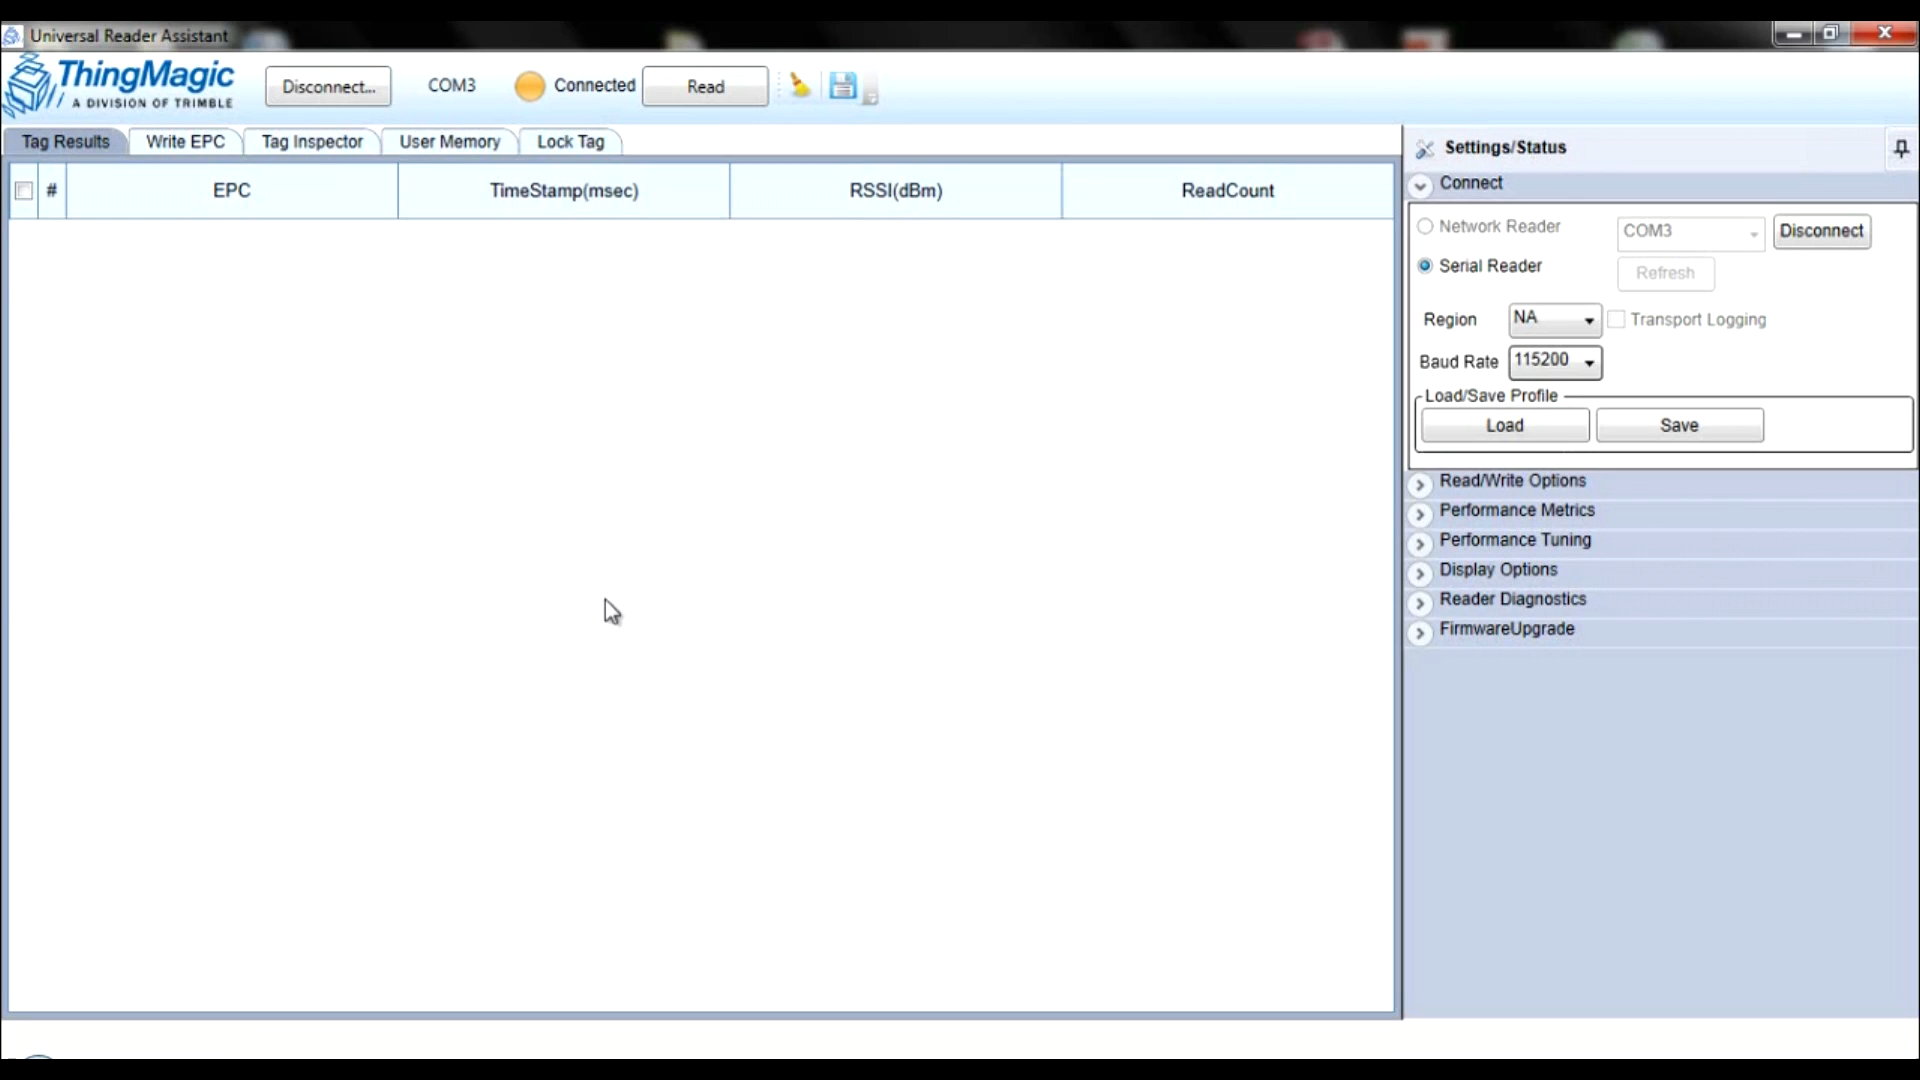 Universal Reader Assistant
ThingMagic
A DIVISION OF TRIMBLE
Disconnect... COM3 Connected Read
Tag Results Write EPC Tag Inspector User Memory Lock Tag
# EPC TimeStamp(msec) RSSI(dBm) ReadCount
Settings/Status
Connect
Network Reader COM3 Disconnect
Serial Reader Refresh
Region NA Transport Logging
Baud Rate 115200
Load/Save Profile
Load Save
Read/Write Options
Performance Metrics
Performance Tuning
Display Options
Reader Diagnostics
FirmwareUpgrade